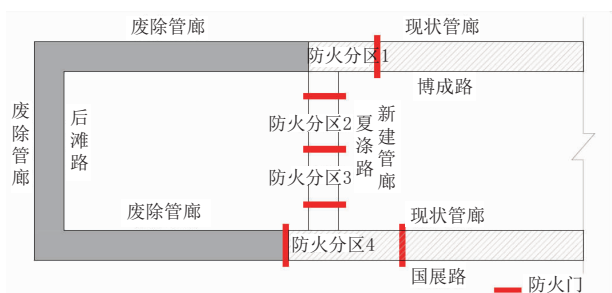 废除管廊
现状管廊
防火分区1
博成路
废除管廊
后滩路
防火分区2
夏涤路
新建管廊
防火分区3
废除管廊
现状管廊
防火分区4
国展路
防火门